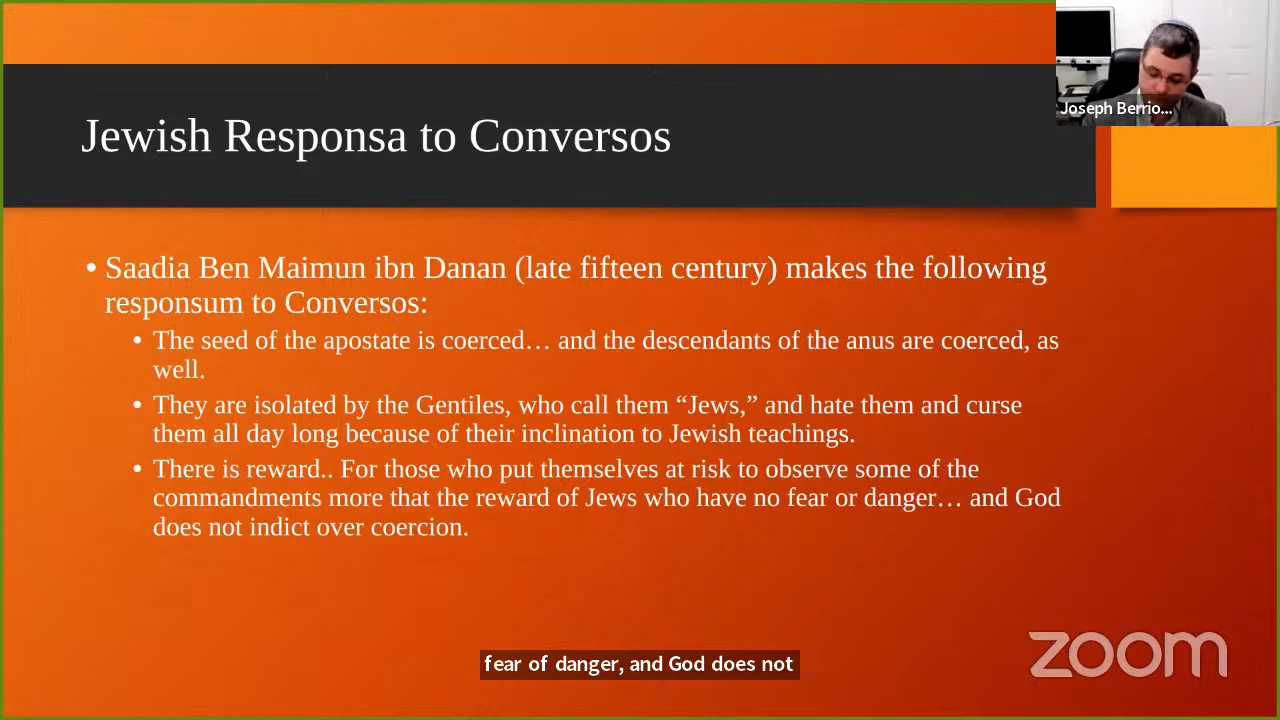 Joseph Berrio...
Jewish Responsa to Conversos
• Saadia Ben Maimun ibn Danan (late fifteen century) makes the following
responsum to Conversos:
• The seed of the apostate is coerced… and the descendants of the anus are coerced, as
well.
• They are isolated by the Gentiles, who call them “Jews,” and hate them and curse
them all day long because of their inclination to Jewish teachings.
• There is reward.. For those who put themselves at risk to observe some of the
commandments more that the reward of Jews who have no fear or danger… and God
does not indict over coercion.
fear of danger, and God does not
zoom